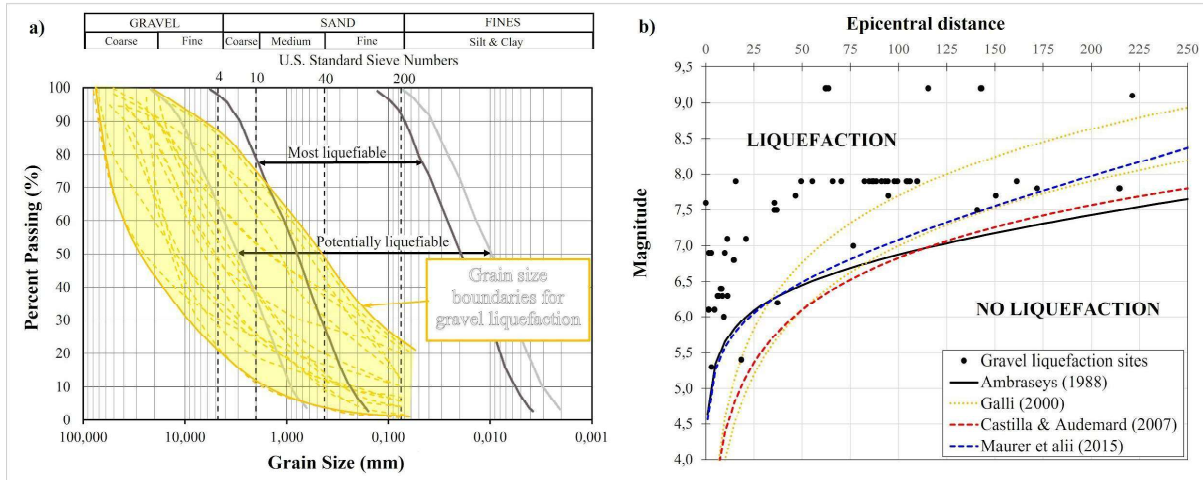 a)
GRAVEL SAND FINES
Coarse Fine Coarse Medium Fine Silt & Clay
U.S. Standard Sieve Numbers
4 10 40 200
100
90
80
70
60
50
40
30
20
10
0
Percent Passing (%)
Most liquefiable
Potentially liquefiable
Grain size
boundaries for
gravel liquefaction
100,000 10,000 1,000 0,100 0,010 0,001
Grain Size (mm)
b)
Epicentral distance
0 25 50 75 100 125 150 175 200 225 250
9,5
9,0
8,5
8,0
7,5
7,0
6,5
6,0
5,5
5,0
4,5
4,0
Magnitude
LIQUEFACTION
NO LIQUEFACTION
Gravel liquefaction sites
Ambraseys (1988)
Galli (2000)
Castilla & Audemard (2007)
Maurer et alii (2015)